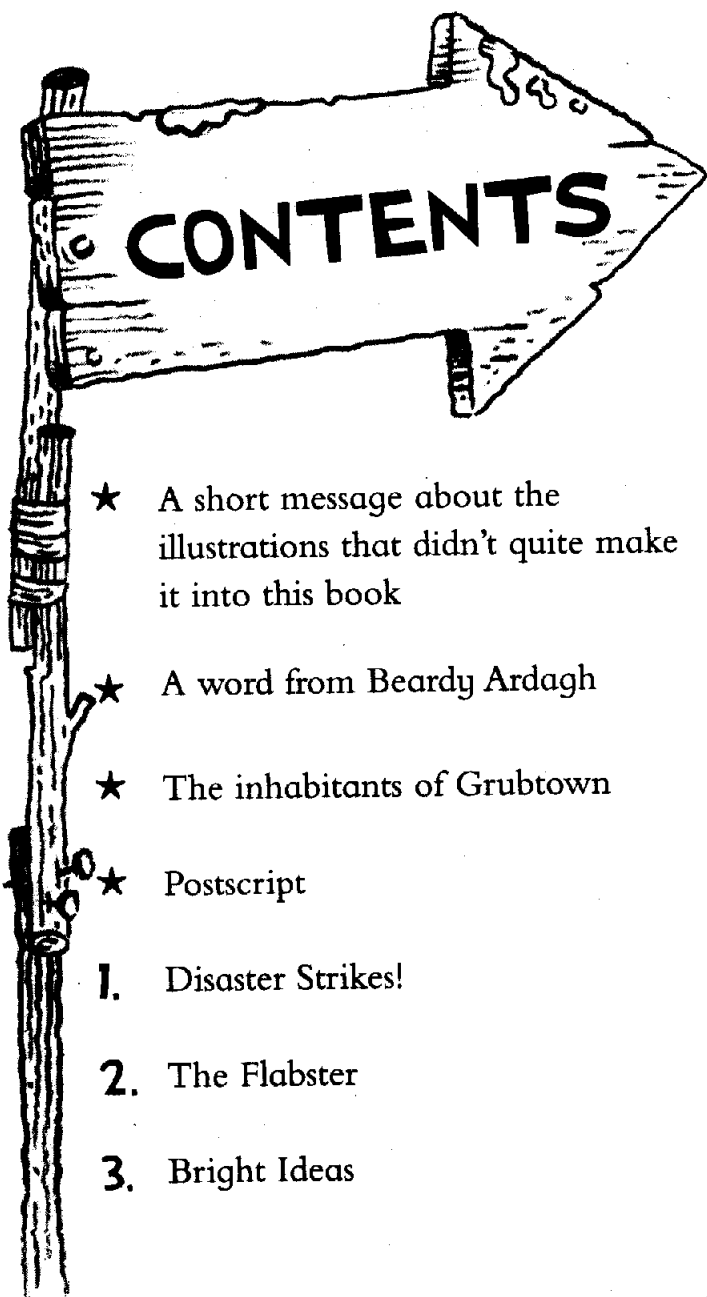 CONTENTS
★ A short message about the
illustrations that didn't quite make
it into this book
★ A word from Beardy Ardagh
★ The inhabitants of Grubtown
★ Postscript
1. Disaster Strikes!
2. The Flabster
3. Bright Ideas